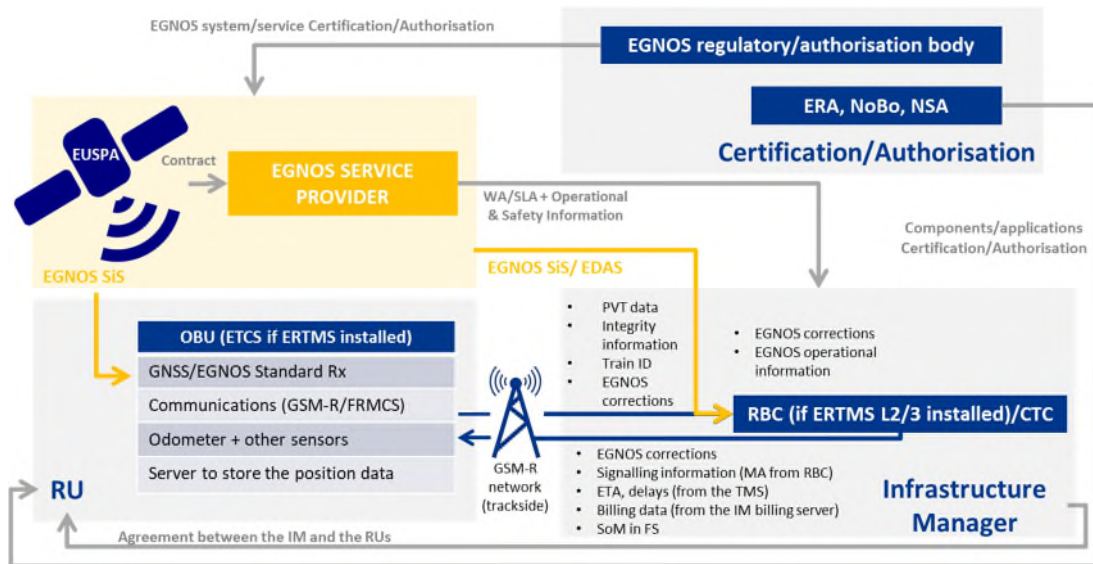 EGNOS system/service Certification/Authorisation
EGNOS regulatory/authorisation body
ERA, NoBo, NSA
Certification/Authorisation
EUSPA
Contract
EGNOS SERVICE
PROVIDER
WA/SLA + Operational
& Safety Information
Components/applications
Certification/Authorisation
EGNOS SiS
EGNOS SiS/ EDAS
OBU (ETCS if ERTMS installed)
GNSS/EGNOS Standard Rx
Communications (GSM-R/FRMCS)
Odometer + other sensors
Server to store the position data
RU
GSM-R
network
(trackside)
• PVT data
• Integrity
information
• Train ID
• EGNOS
corrections
• EGNOS corrections
• EGNOS operational
information
RBC (if ERTMS L2/3 installed)/CTC
• EGNOS corrections
• Signalling information (MA from RBC)
• ETA, delays (from the TMS)
• Billing data (from the IM billing server)
• SoM in FS
Infrastructure
Manager
Agreement between the IM and the RUs